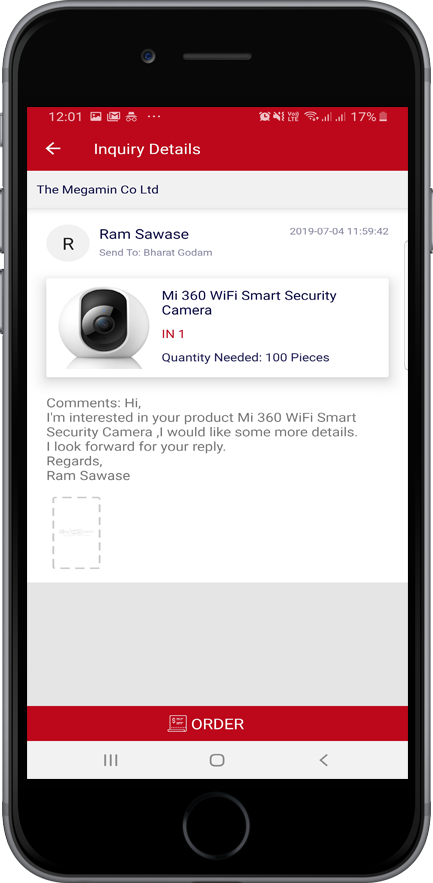 12:01
17%
Inquiry Details
The Megamin Co Ltd
R
Ram Sawase
2019-07-04 11:59:42
Send To: Bharat Godam
Mi 360 WiFi Smart Security
Camera
IN 1
Quantity Needed: 100 Pieces
Comments: Hi,
I'm interested in your product Mi 360 WiFi Smart
Security Camera ,I would like some more details.
I look forward for your reply.
Regards,
Ram Sawase
ORDER